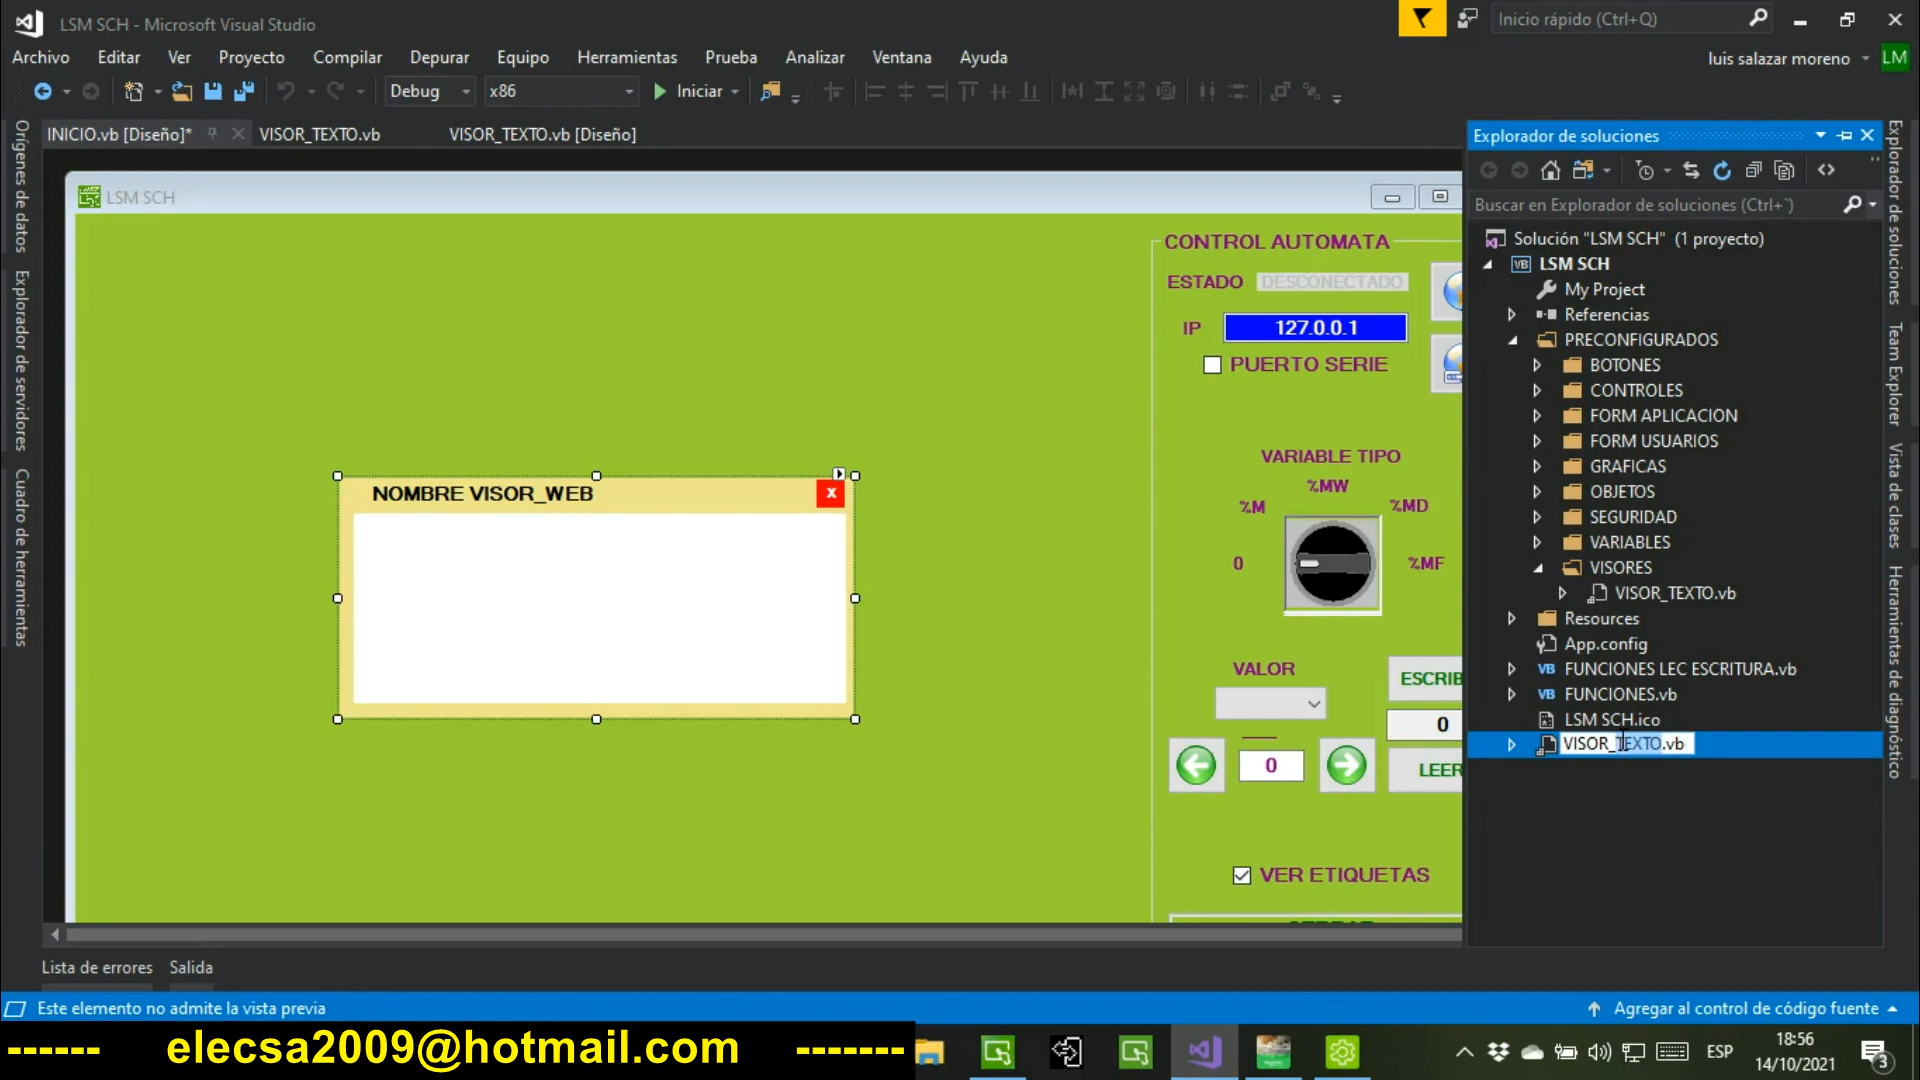 LSM SCH - Microsoft Visual Studio
Inicio rápido (Ctrl+Q)
Archivo Editar Ver Proyecto Compilar Depurar Equipo Herramientas Prueba Analizar Ventana Ayuda
luis salazar moreno LM
Debug x86 Iniciar
INICIO.vb [Diseño]* VISOR_TEXTO.vb VISOR_TEXTO.vb [Diseño]
Orígenes de datos
Explorador de servidores
Cuadro de herramientas
LSM SCH
NOMBRE VISOR_WEB
X
CONTROL AUTOMATA
ESTADO DESCONECTADO
IP 127.0.0.1
PUERTO SERIE
VARIABLE TIPO
%MW
%M %MD
0 %MF
VALOR
ESCRIB
0
0
LEER
VER ETIQUETAS
Explorador de soluciones
Buscar en Explorador de soluciones (Ctrl+`)
Solución "LSM SCH" (1 proyecto)
VB LSM SCH
My Project
Referencias
PRECONFIGURADOS
BOTONES
CONTROLES
FORM APLICACION
FORM USUARIOS
GRAFICAS
OBJETOS
SEGURIDAD
VARIABLES
VISORES
VISOR_TEXTO.vb
Resources
App.config
VB FUNCIONES LEC ESCRITURA.vb
VB FUNCIONES.vb
LSM SCH.ico
VISOR_TEXTO.vb
Explorador de soluciones
Team Explorer
Vista de clases
Herramientas de diagnóstico
Lista de errores Salida
Este elemento no admite la vista previa
Agregar al control de código fuente
------ elecsa2009@hotmail.com -------
ESP
18:56
14/10/2021
3